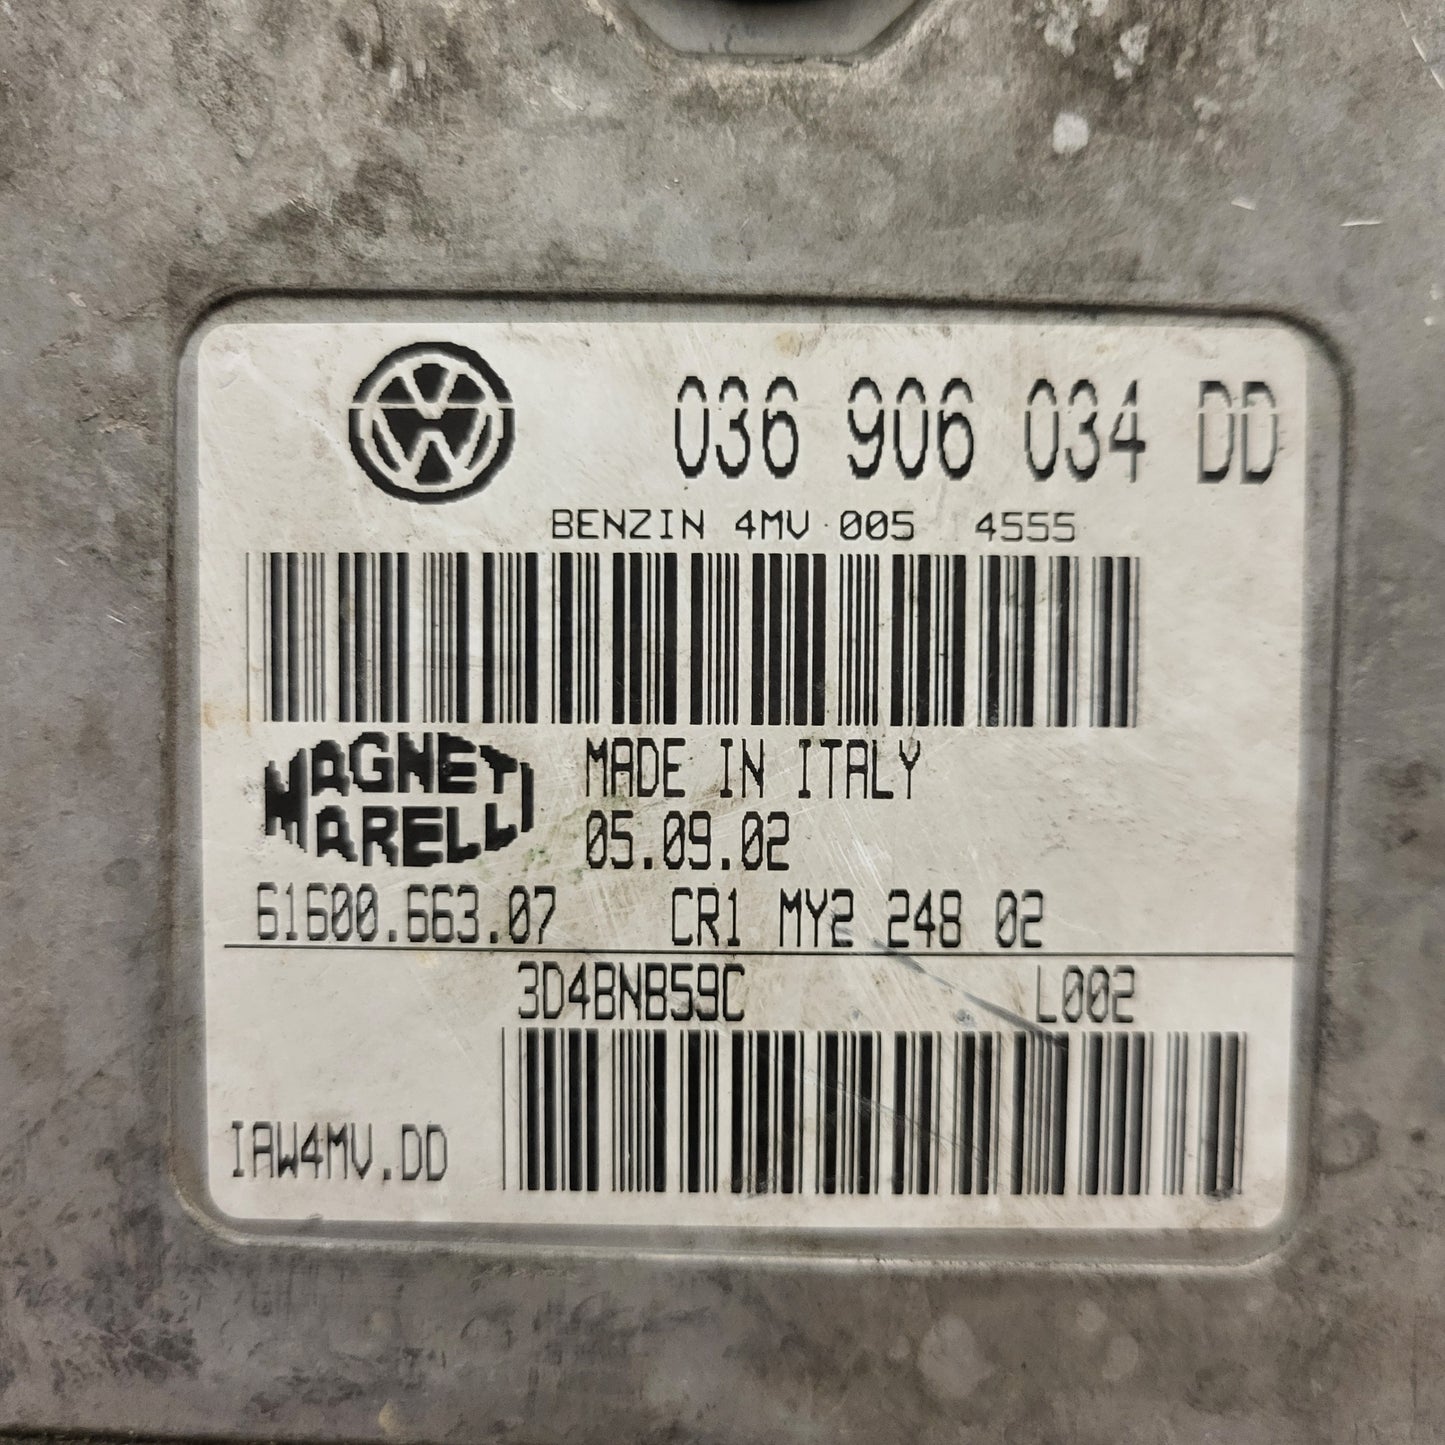 036 906 034 DD
BENZIN 4MV 005 4555
MAGNETI MARELLI
MADE IN ITALY
05.09.02
61600.663.07 CR1 MY2 248 02
3D4BNB59C L002
IAW4MV.DD